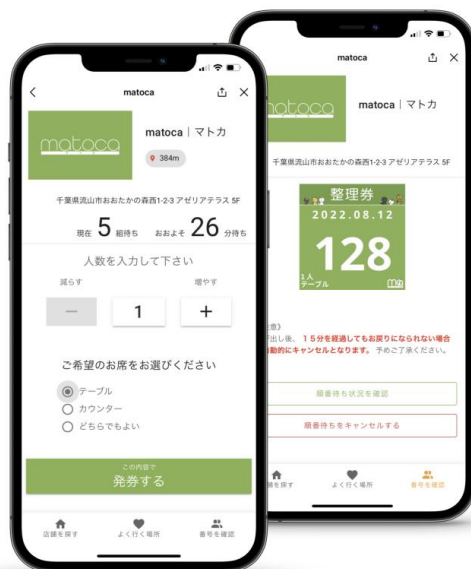 matoca
matoca
matoca｜マトカ
384m
千葉県流山市おおたかの森西1-2-3 アゼリアテラス 5F
現在 5 組待ち おおよそ 26 分待ち
人数を入力して下さい
減らす 増やす
1
ご希望のお席をお選びください
テーブル
カウンター
どちらでもよい
この内容で
発券する
店舗を探す よく行く場所 番号を確認
matoca
matoca｜マトカ
千葉県流山市おおたかの森西1-2-3 アゼリアテラス 5F
整理券
2022.08.12
128
1人
テーブル
意》
出し後、１５分を経過してもお戻りになられない場合
動的にキャンセルとなります。予めご了承ください。
順番待ち状況を確認
順番待ちをキャンセルする
舗を探す よく行く場所 番号を確認